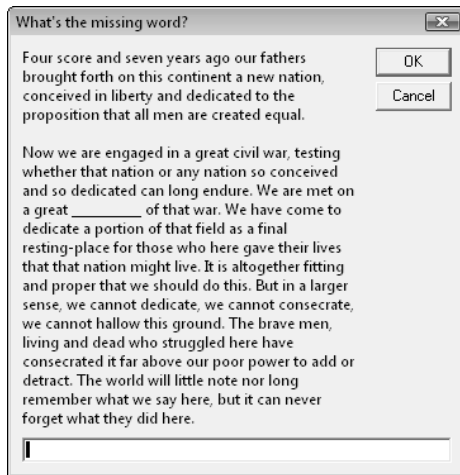 What's the missing word?
Four score and seven years ago our fathers
brought forth on this continent a new nation,
conceived in liberty and dedicated to the
proposition that all men are created equal.
OK
Cancel
Now we are engaged in a great civil war, testing
whether that nation or any nation so conceived
and so dedicated can long endure. We are met on
a great _________ of that war. We have come to
dedicate a portion of that field as a final
resting-place for those who here gave their lives
that that nation might live. It is altogether fitting
and proper that we should do this. But in a larger
sense, we cannot dedicate, we cannot consecrate,
we cannot hallow this ground. The brave men,
living and dead who struggled here have
consecrated it far above our poor power to add or
detract. The world will little note nor long
remember what we say here, but it can never
forget what they did here.